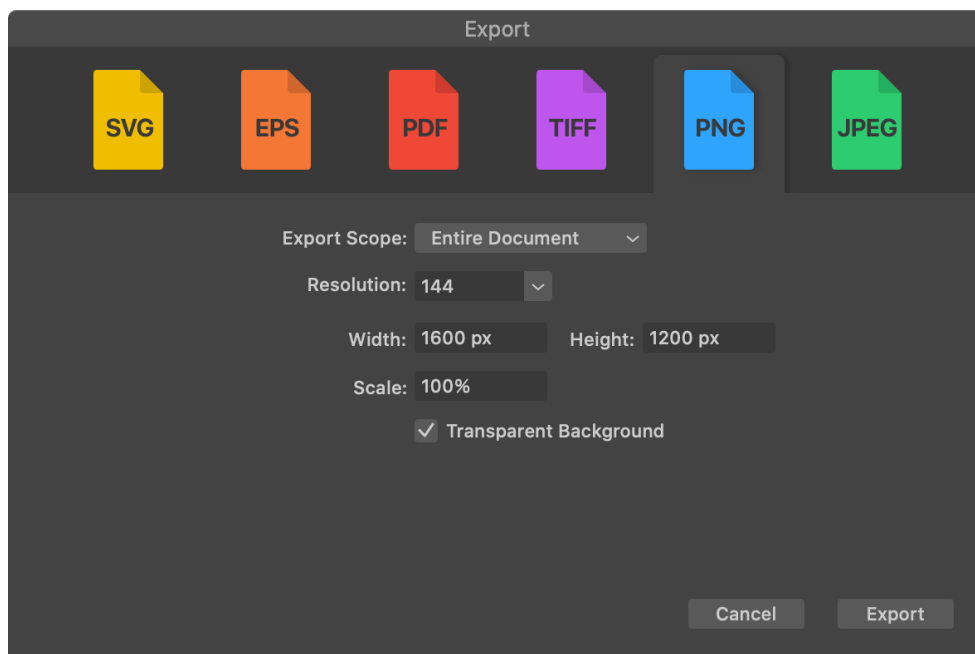 Export
SVG EPS PDF TIFF PNG JPEG
Export Scope: Entire Document
Resolution: 144
Width: 1600 px Height: 1200 px
Scale: 100%
Transparent Background
Cancel Export